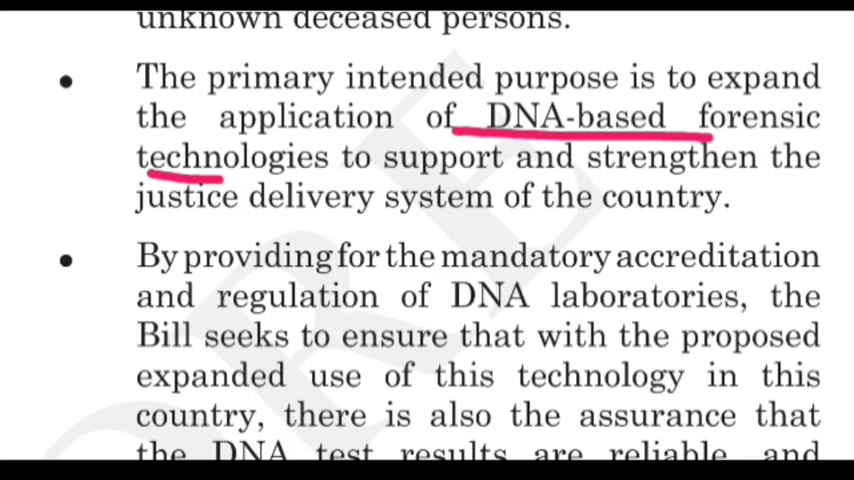 unknown deceased persons.
• The primary intended purpose is to expand
the application of DNA-based forensic
technologies to support and strengthen the
justice delivery system of the country.
• By providing for the mandatory accreditation
and regulation of DNA laboratories, the
Bill seeks to ensure that with the proposed
expanded use of this technology in this
country, there is also the assurance that
the DNA test results are reliable, and